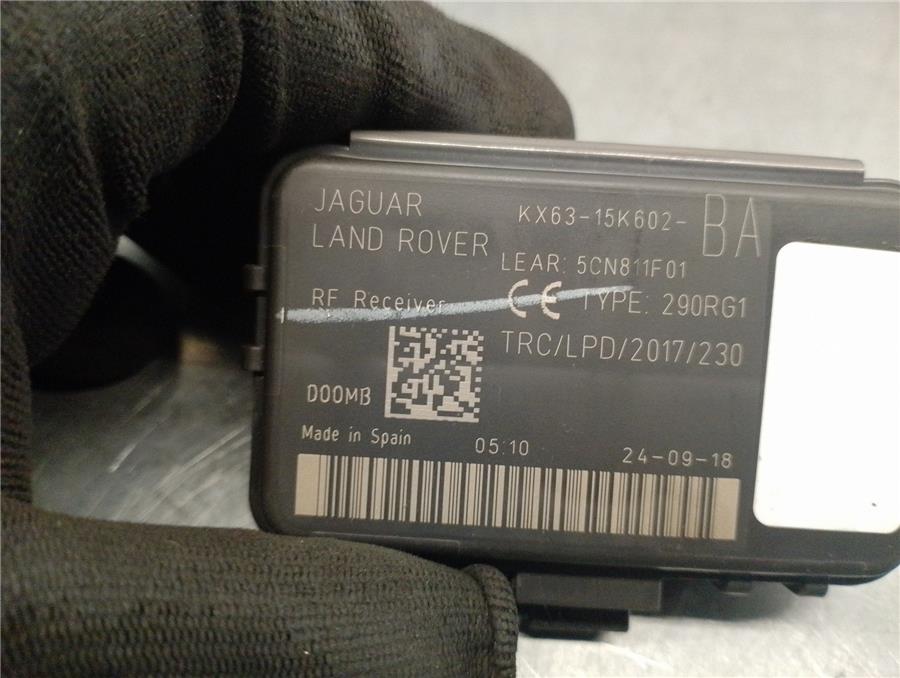 JAGUAR
LAND ROVER
KX63-15K602-BA
LEAR: 5CN811F01
RF Receiver
CE TYPE: 290RG1
TRC/LPD/2017/230
D00MB
Made in Spain
05:10
24-09-18